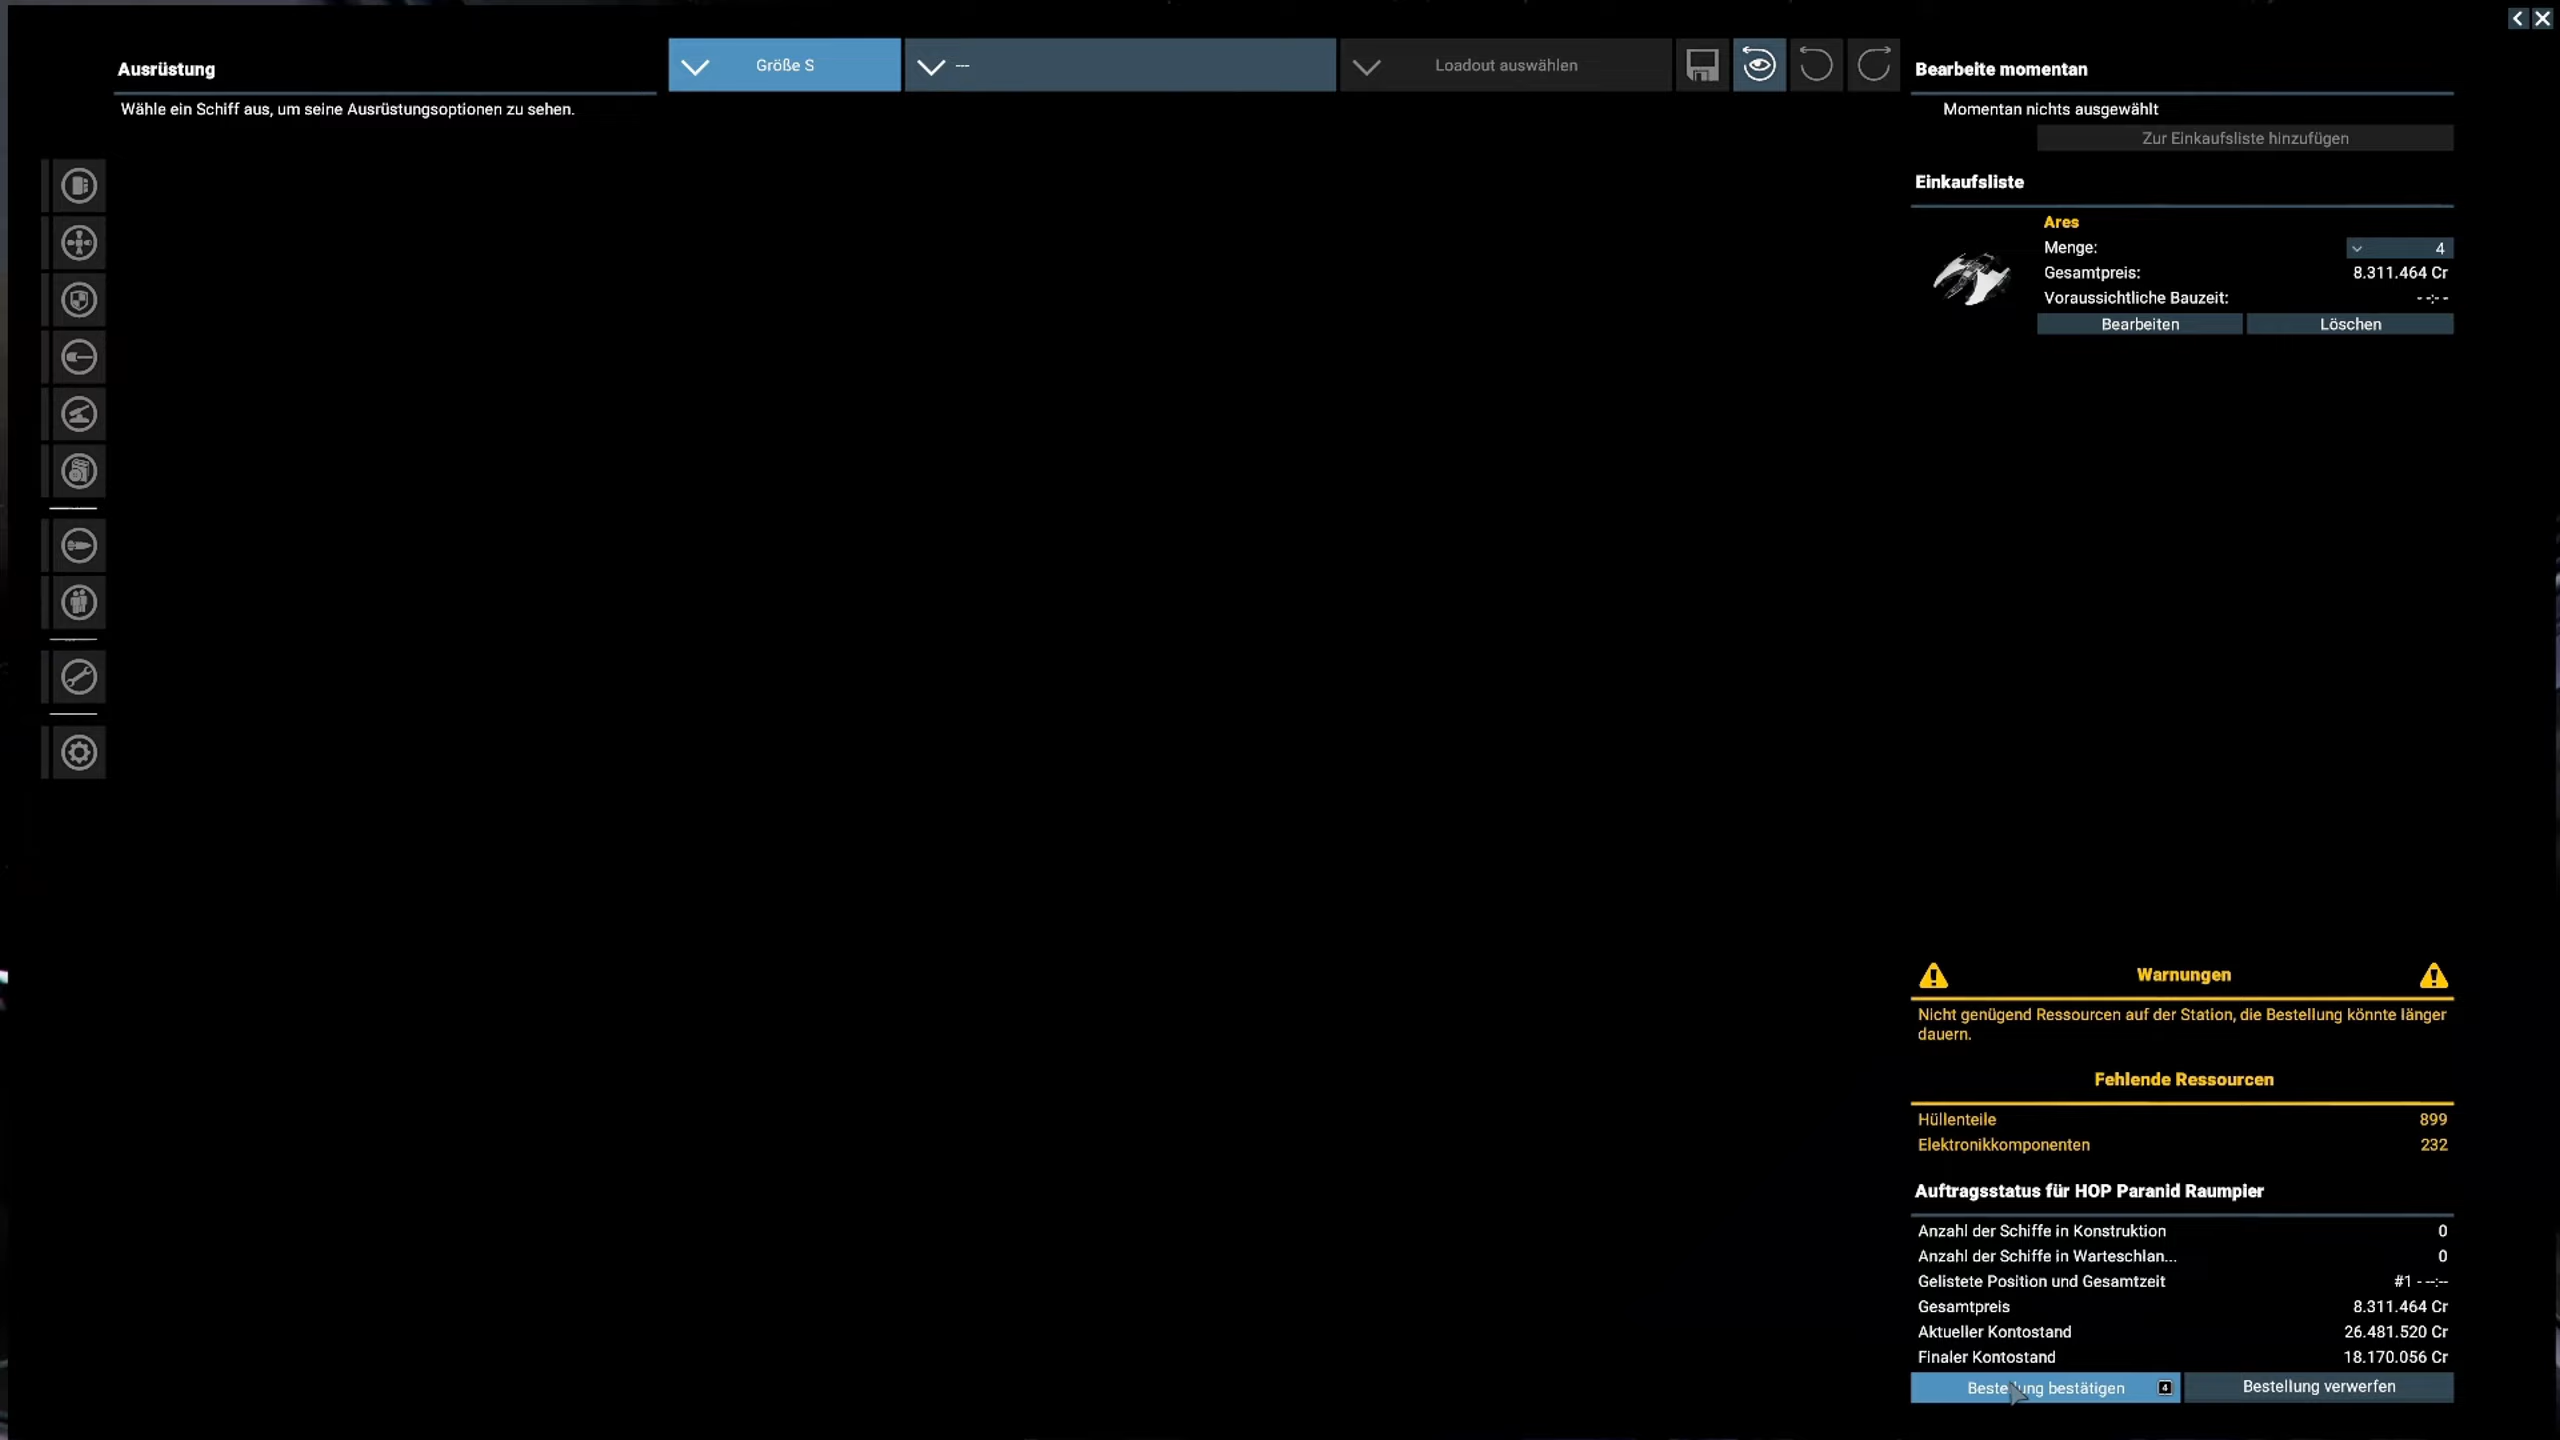 Ausrüstung
Wähle ein Schiff aus, um seine Ausrüstungsoptionen zu sehen.
Größe S
---
Loadout auswählen
Bearbeite momentan
Momentan nichts ausgewählt
Zur Einkaufsliste hinzufügen
Einkaufsliste
Ares
Menge: 4
Gesamtpreis: 8.311.464 Cr
Voraussichtliche Bauzeit: --:--
Bearbeiten Löschen
Warnungen
Nicht genügend Ressourcen auf der Station, die Bestellung könnte länger
dauern.
Fehlende Ressourcen
Hüllenteile 899
Elektronikkomponenten 232
Auftragsstatus für HOP Paranid Raumpier
Anzahl der Schiffe in Konstruktion 0
Anzahl der Schiffe in Warteschlan... 0
Gelistete Position und Gesamtzeit #1 - --:--
Gesamtpreis 8.311.464 Cr
Aktueller Kontostand 26.481.520 Cr
Finaler Kontostand 18.170.056 Cr
Bestellung bestätigen 4 Bestellung verwerfen